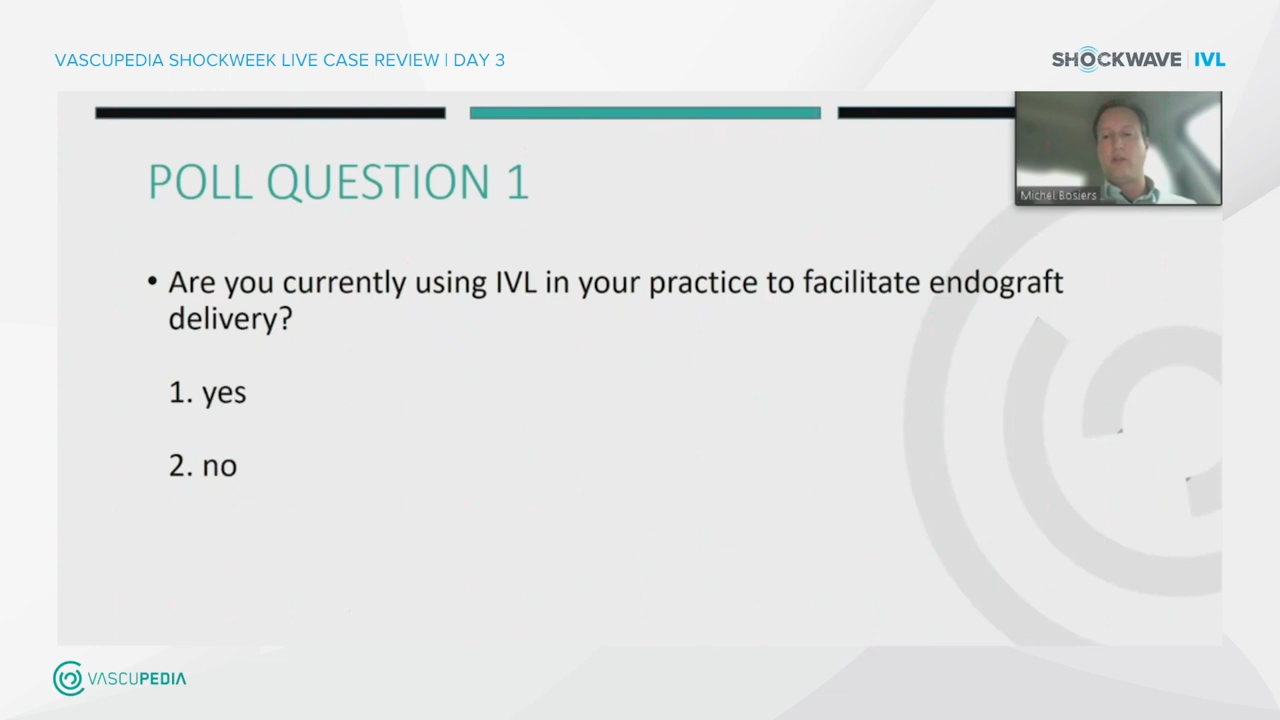 VASCUPEDIA SHOCKWEEK LIVE CASE REVIEW | DAY 3
SHOCKWAVE | IVL
POLL QUESTION 1
Michel Bosiers
• Are you currently using IVL in your practice to facilitate endograft
delivery?
1. yes
2. no
VASCUPEDIA